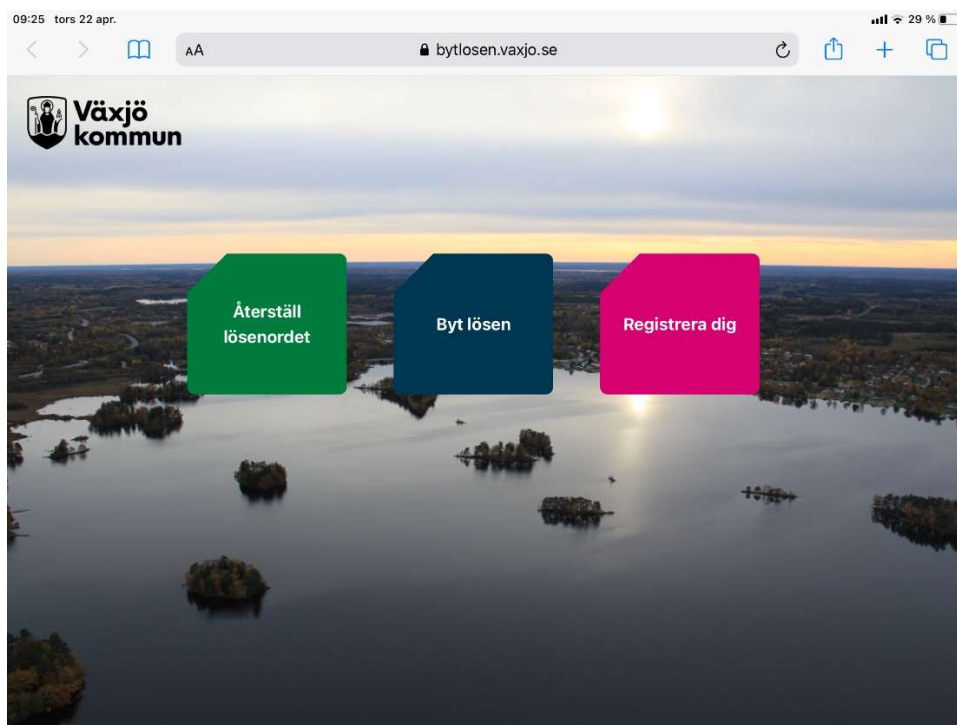 09:25 tors 22 apr.
29 %
AA
bytlosen.vaxjo.se
Växjö
kommun
Återställ
lösenordet
Byt lösen
Registrera dig